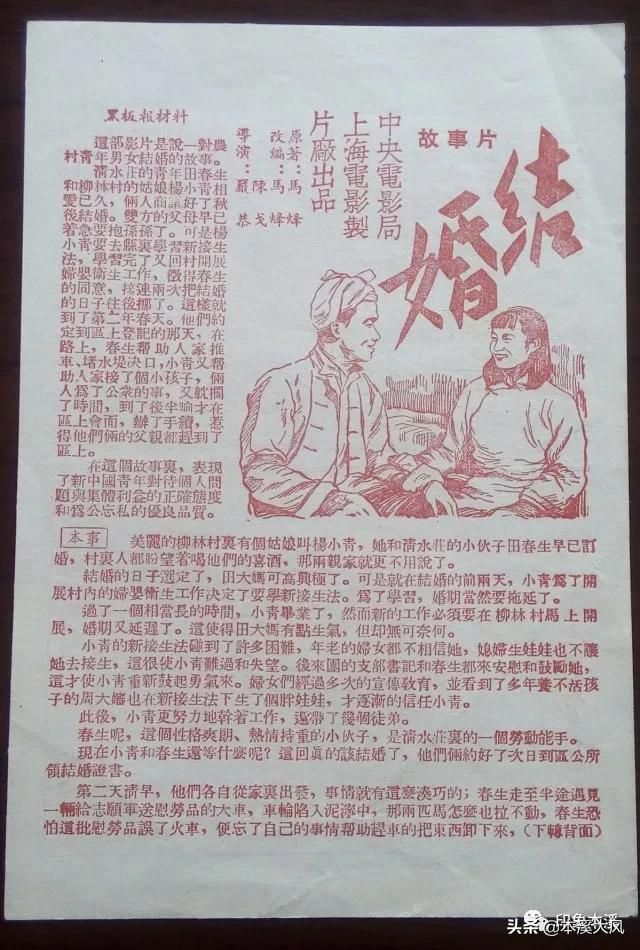 故事片
结婚
中央電影局
上海電影製
片廠出品
原著：馬烽
改編：馬烽
陳戈
導演：嚴恭
黑板報材料
這部影片是說一對農
村青年男女結婚的故事。
清水莊的青年田春生
和柳林村的姑娘楊小青相
愛已久，倆人商議好了秋
後結婚。雙方的父母早已
着急要抱孫孫了。可是楊
小青要去縣裏學習新接生
法，學習完了又回村開展
婦嬰衛生工作，徵得春生
的同意，接連兩次把結婚
的日子往後挪了。這樣就
到了第二年春天。他們約
定到區上登記的那天，在
路上，春生帮助人家推
車、堵水堤决口，小青又帮
助人家接了個小孩子，倆
人爲了公衆的事，又躭擱
了時間，到了後半晌才在
區上會面，辦了手續，惹
得他們倆的父親都趕到了
區上。
在這個故事裏，表現
了新中國青年對待個人問
題與集體利益的正確態度
和爲公忘私的優良品質。
本事
美麗的柳林村裏有個姑娘叫楊小青，她和清水莊的小伙子田春生早已訂
婚，村裏人都盼望着喝他們的喜酒，那兩親家就更不用說了。
結婚的日子選定了，田大媽可高興極了。可是就在結婚的前兩天，小青爲了開
展村內的婦嬰衛生工作决定了要學新接生法。爲了學習，婚期當然要拖延了。
過了一個相當長的時間，小青畢業了，然而新的工作必須要在柳林村馬上開
展，婚期又延遲了。這使得田大媽有點生氣，但却無可奈何。
小青的新接生法碰到了許多困難，年老的婦女都不相信她，媳婦生娃娃也不讓
她去接生，這很使小青難過和失望。後來團的支部書記和春生都來安慰和鼓勵她，
這才使小青重新鼓起勇氣來。婦女們經過多次的宣傳敎育，並看到了多年養不活孩
子的周大嬸也在新接生法下生了個胖娃娃，才逐漸的信任小青。
此後，小青更努力地幹着工作，還帶了幾個徒弟。
春生呢，這個性格爽朗、熱情持重的小伙子，是清水莊裏的一個勞動能手。
現在小青和春生還等什麽呢？這回眞的該結婚了，他們倆約好了次日到區公所
領結婚證書。
第二天淸早，他們各自從家裏出發，事情就有這麽湊巧的；春生走至半途遇見
一輛給志願軍送慰勞品的大車，車輪陷入泥濘中，那兩匹馬怎麽也拉不動，春生恐
怕這批慰勞品誤了火車，便忘了自己的事情帮助趕車的把東西卸下來，（下轉背面）
印象本溪
头条@本溪大凤